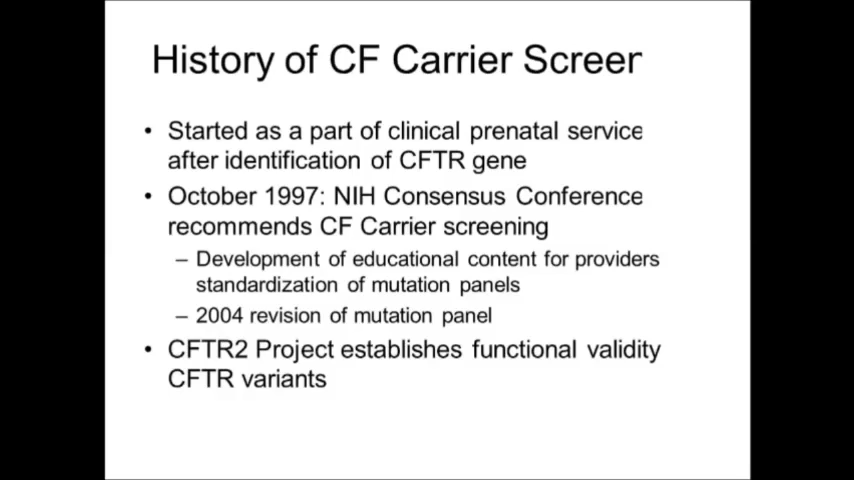 History of CF Carrier Screen
• Started as a part of clinical prenatal service
after identification of CFTR gene
• October 1997: NIH Consensus Conference
recommends CF Carrier screening
– Development of educational content for providers
standardization of mutation panels
– 2004 revision of mutation panel
• CFTR2 Project establishes functional validity
CFTR variants